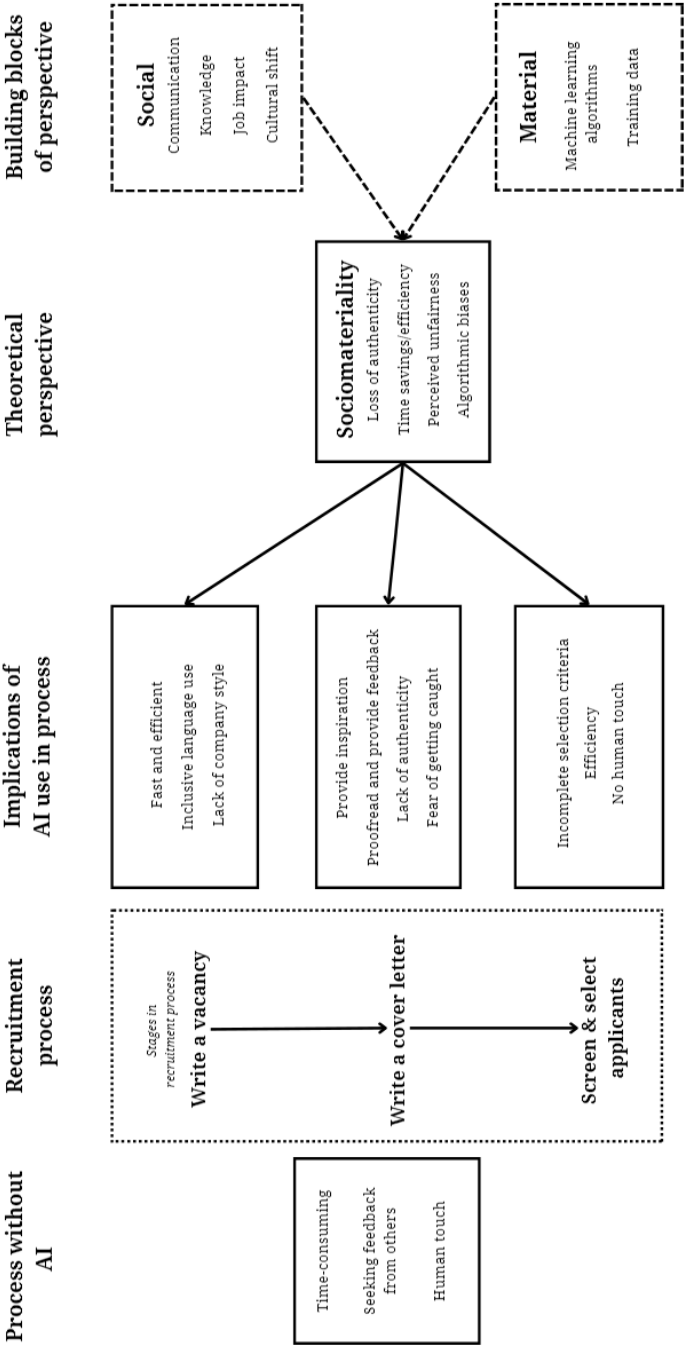 Process without
AI
Recruitment
process
Implications of
AI use in process
Theoretical
perspective
Building blocks
of perspective
Time-consuming
Seeking feedback
from others
Human touch
Stages in
recruitment process
Write a vacancy
Write a cover letter
Screen & select
applicants
Fast and efficient
Inclusive language use
Lack of company style
Provide inspiration
Proofread and provide feedback
Lack of authenticity
Fear of getting caught
Incomplete selection criteria
Efficiency
No human touch
Sociomateriality
Loss of authenticity
Time savings/efficiency
Perceived unfairness
Algorithmic biases
Social
Communication
Knowledge
Job impact
Cultural shift
Material
Machine learning
algorithms
Training data